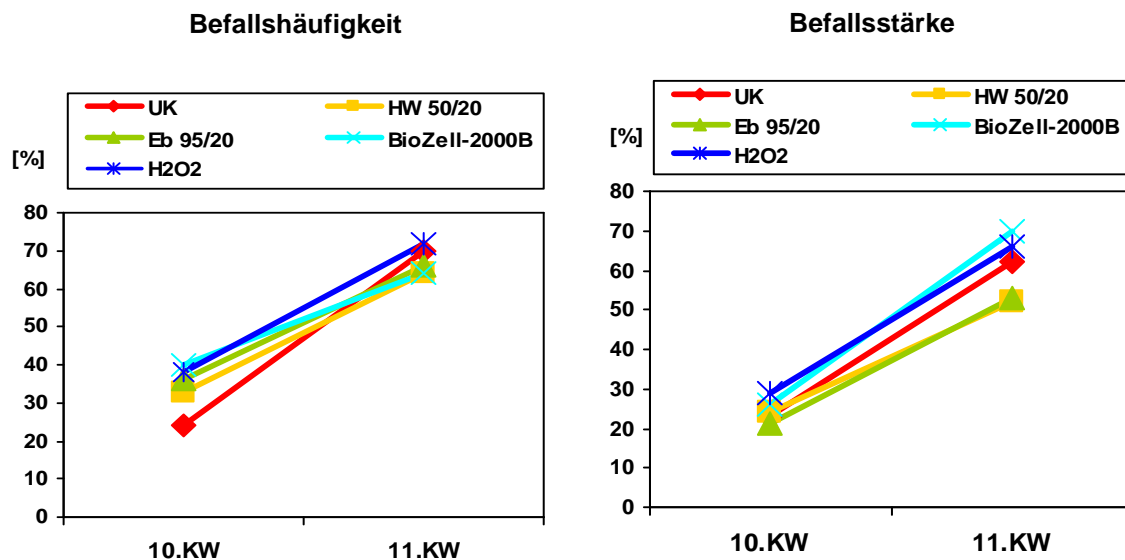 Befallshäufigkeit
UK
HW 50/20
Eb 95/20
BioZell-2000B
H2O2
[%]
80
70
60
50
40
30
20
10
0
10.KW
11.KW
Befallsstärke
UK
HW 50/20
Eb 95/20
BioZell-2000B
H2O2
[%]
80
70
60
50
40
30
20
10
0
10.KW
11.KW